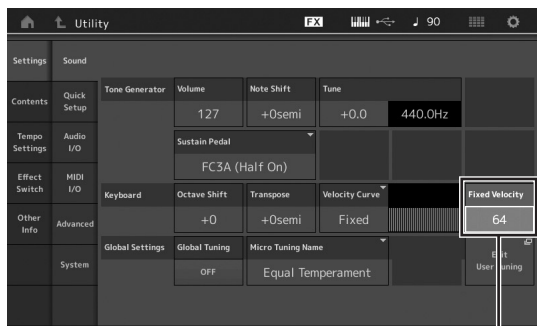 Utility
FX
90
Settings
Sound
Contents
Quick
Setup
Tempo
Settings
Audio
I/O
Effect
Switch
MIDI
I/O
Other
Info
Advanced
System
Tone Generator
Volume
127
Note Shift
+0semi
Tune
+0.0
440.0Hz
Sustain Pedal
FC3A (Half On)
Keyboard
Octave Shift
+0
Transpose
+0semi
Velocity Curve
Fixed
Fixed Velocity
64
Global Settings
Global Tuning
OFF
Micro Tuning Name
Equal Temperament
Edit
User Tuning